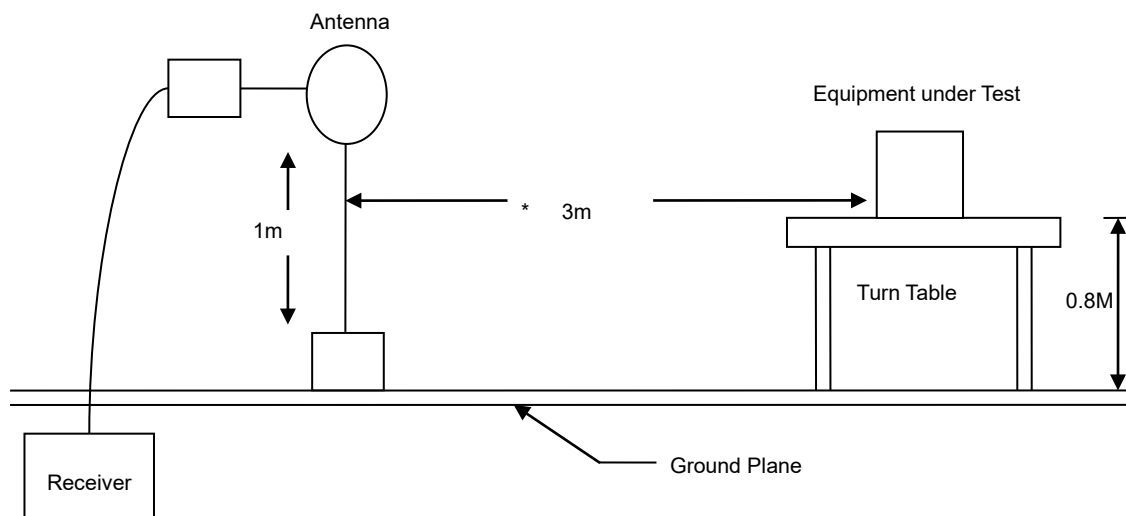 Antenna
Equipment under Test
1m
* 3m
Turn Table
0.8M
Ground Plane
Receiver